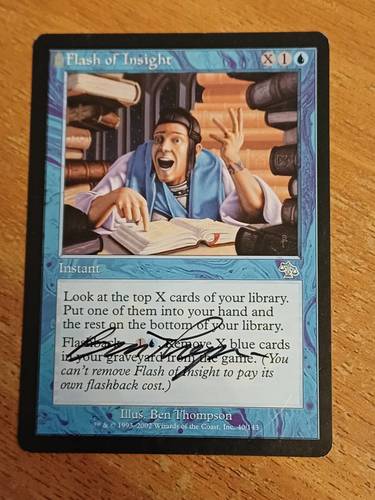 Flash of Insight X1
Instant
Look at the top X cards of your library.
Put one of them into your hand and
the rest on the bottom of your library.
Flashback—1, Remove X blue cards
in your graveyard from the game. (You
can't remove Flash of Insight to pay its
own flashback cost.)
Illus. Ben Thompson
™ & © 1993-2002 Wizards of the Coast, Inc. 40/143